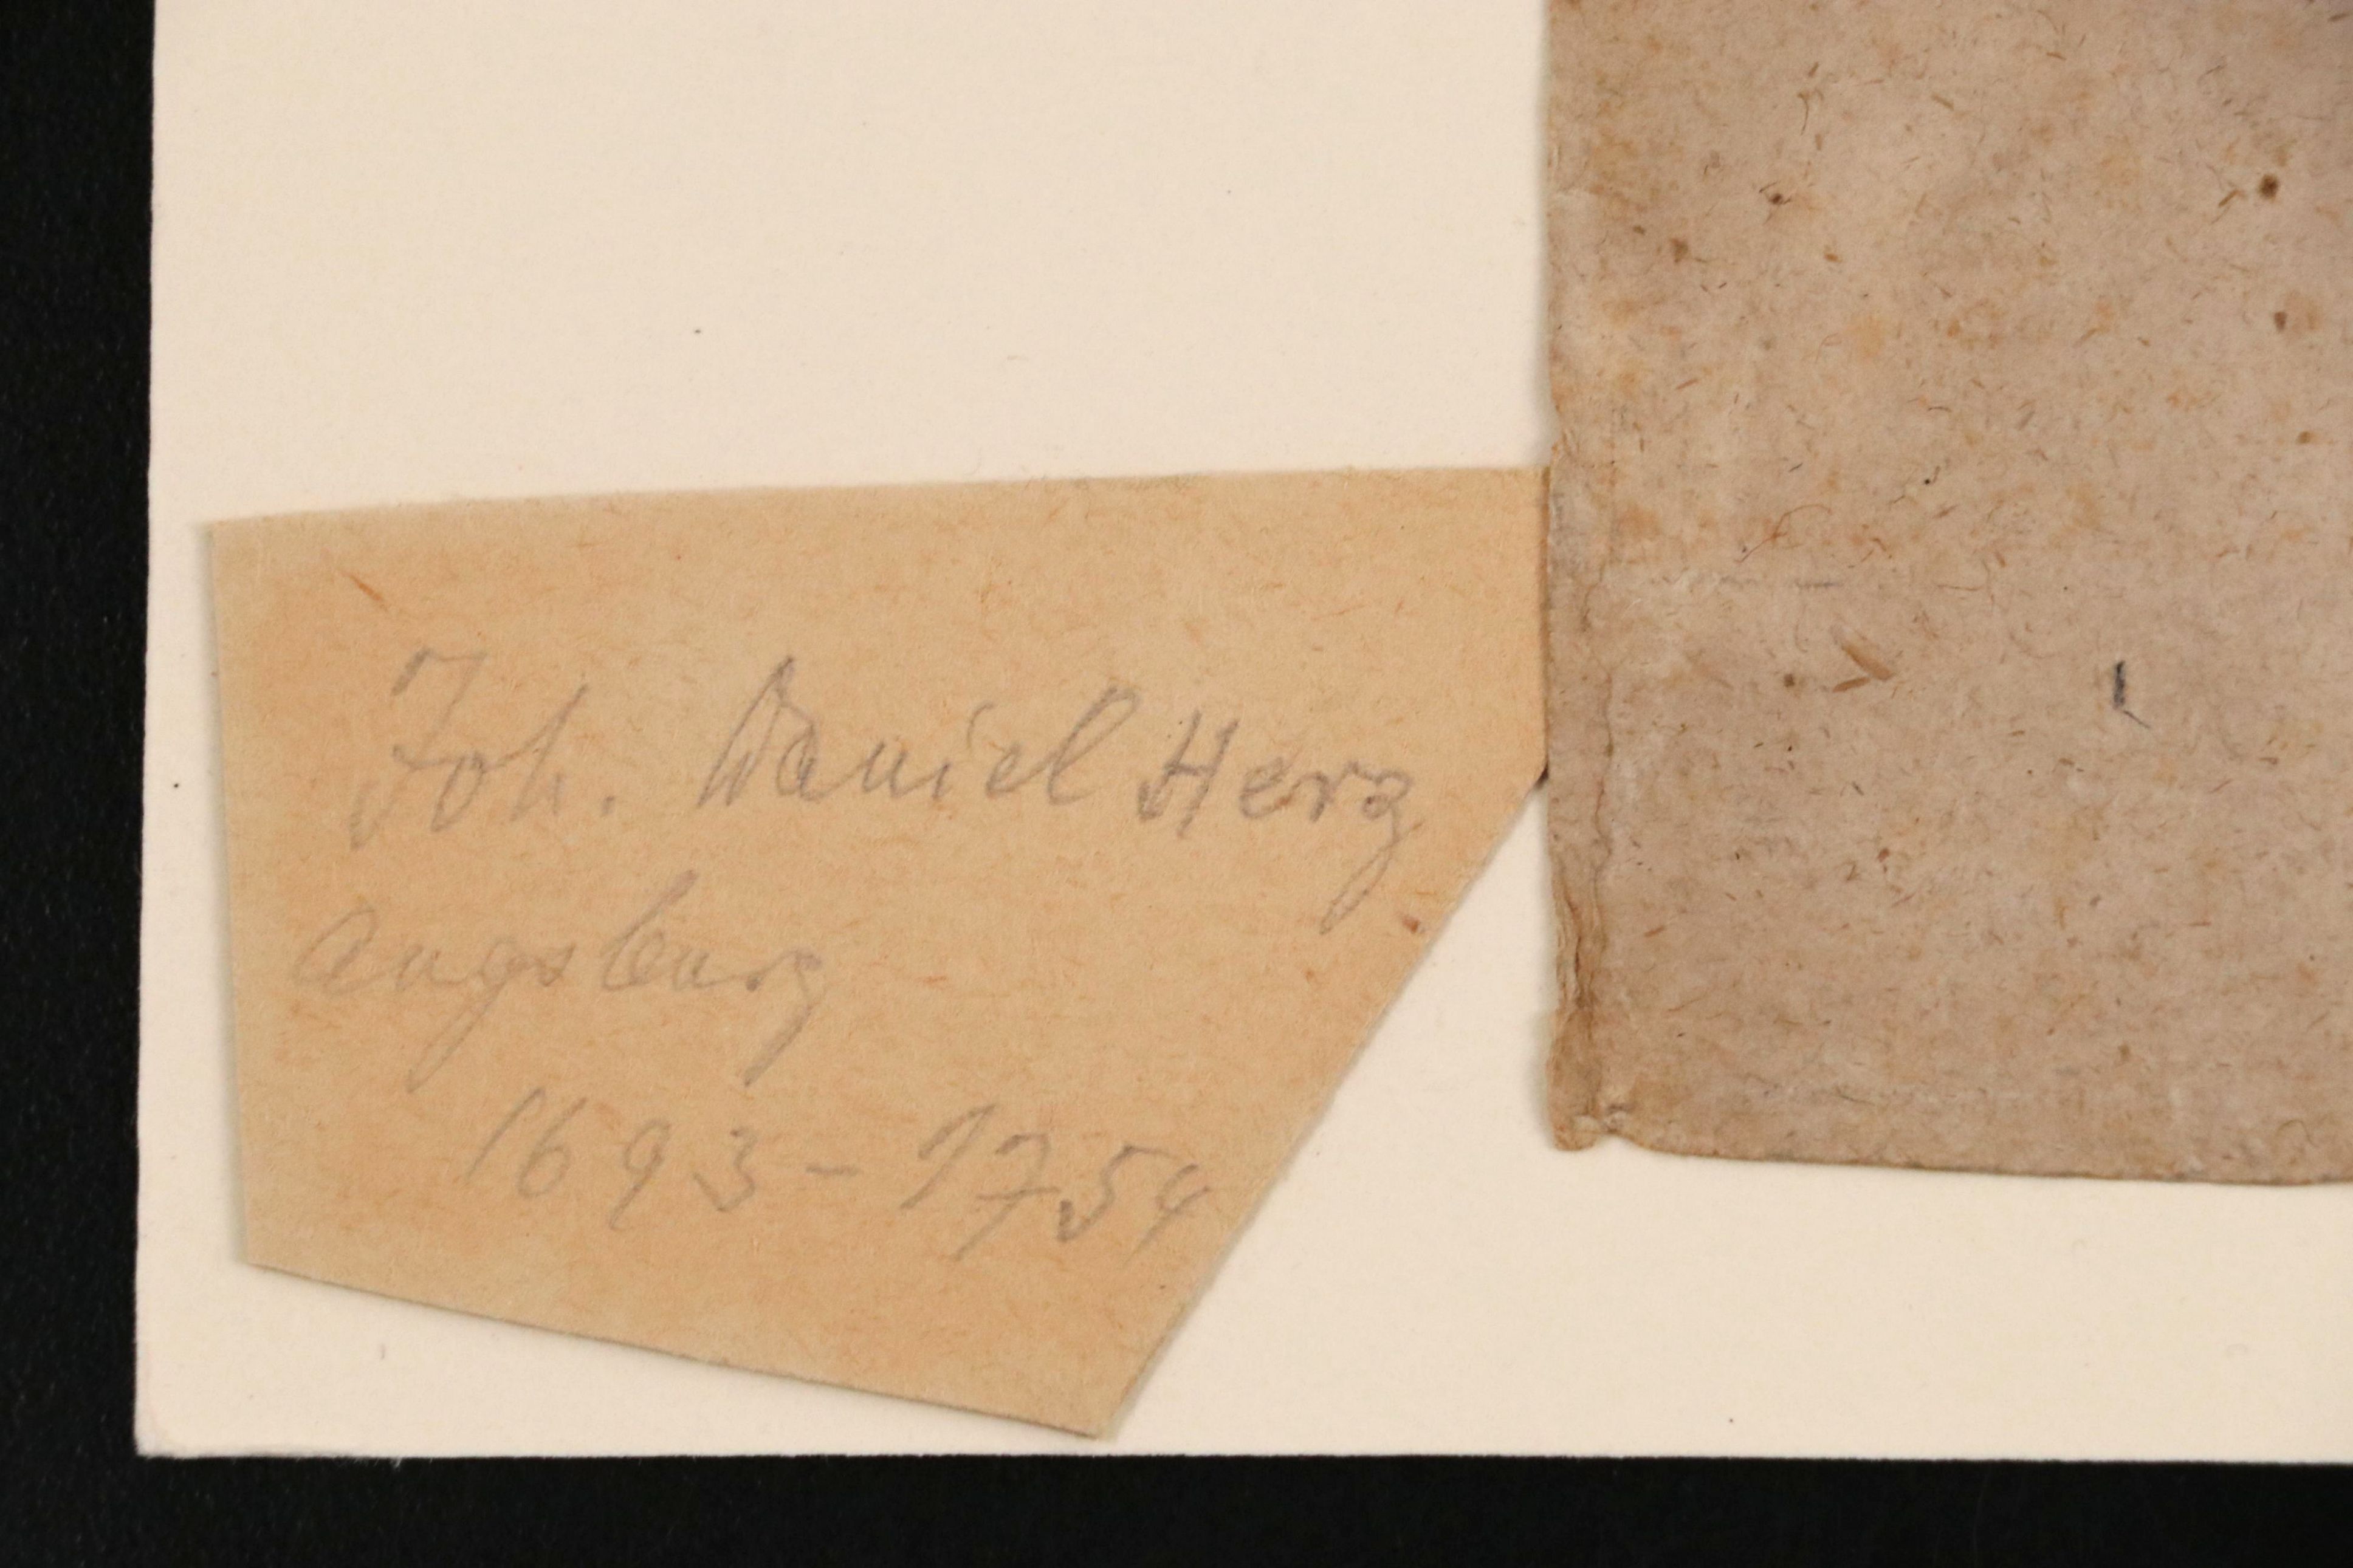 Joh. Daniel Herz
Augsburg
1693 - 1754